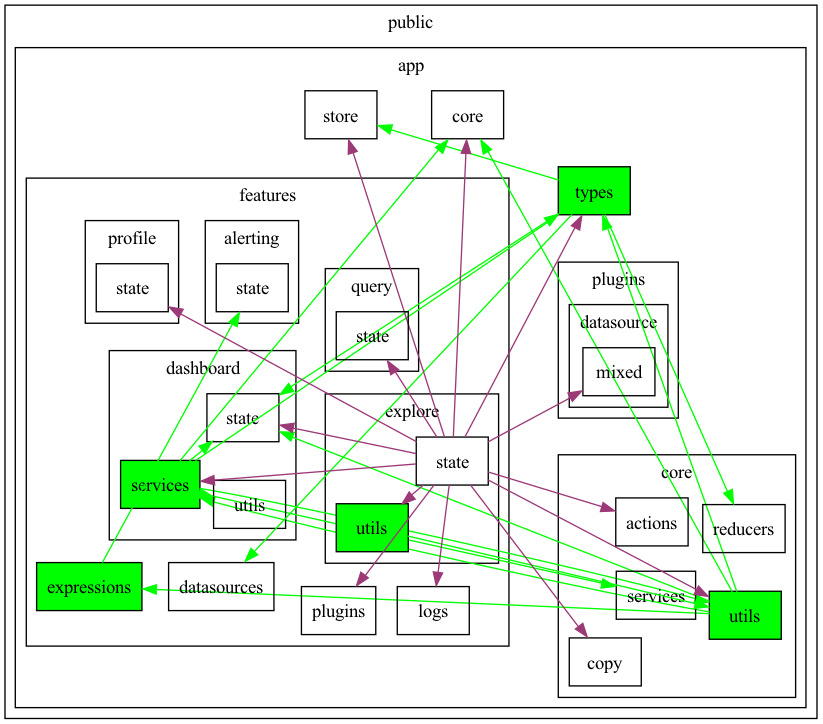 public
app
store
core
types
features
profile
state
alerting
state
query
state
plugins
datasource
mixed
dashboard
state
services
utils
explore
state
utils
core
actions
reducers
services
utils
copy
expressions
datasources
plugins
logs